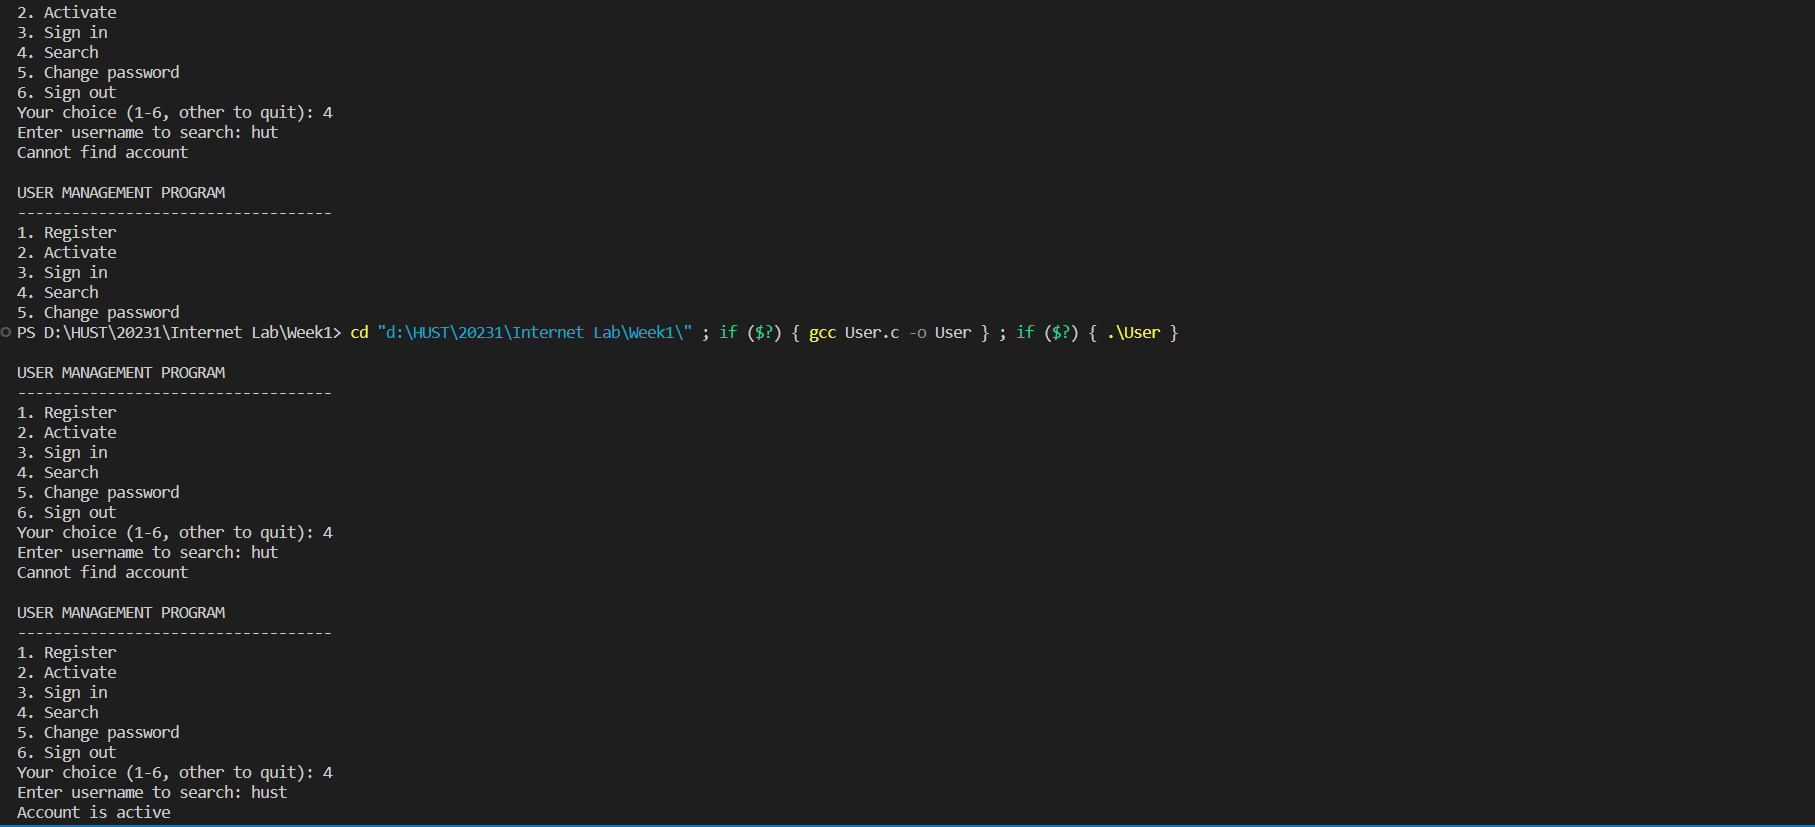 2. Activate
3. Sign in
4. Search
5. Change password
6. Sign out
Your choice (1-6, other to quit): 4
Enter username to search: hut
Cannot find account
USER MANAGEMENT PROGRAM
-----------------------------------
1. Register
2. Activate
3. Sign in
4. Search
5. Change password
PS D:\HUST\20231\Internet Lab\Week1> cd "d:\HUST\20231\Internet Lab\Week1\" ; if ($?) { gcc User.c -o User } ; if ($?) { .\User }
USER MANAGEMENT PROGRAM
-----------------------------------
1. Register
2. Activate
3. Sign in
4. Search
5. Change password
6. Sign out
Your choice (1-6, other to quit): 4
Enter username to search: hut
Cannot find account
USER MANAGEMENT PROGRAM
-----------------------------------
1. Register
2. Activate
3. Sign in
4. Search
5. Change password
6. Sign out
Your choice (1-6, other to quit): 4
Enter username to search: hust
Account is active